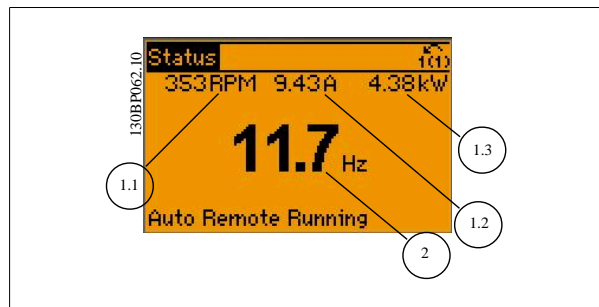 130BP062.10
Status
1(1)
353RPM 9.43A 4.38kW
11.7 Hz
Auto Remote Running
1.1
1.3
1.2
2